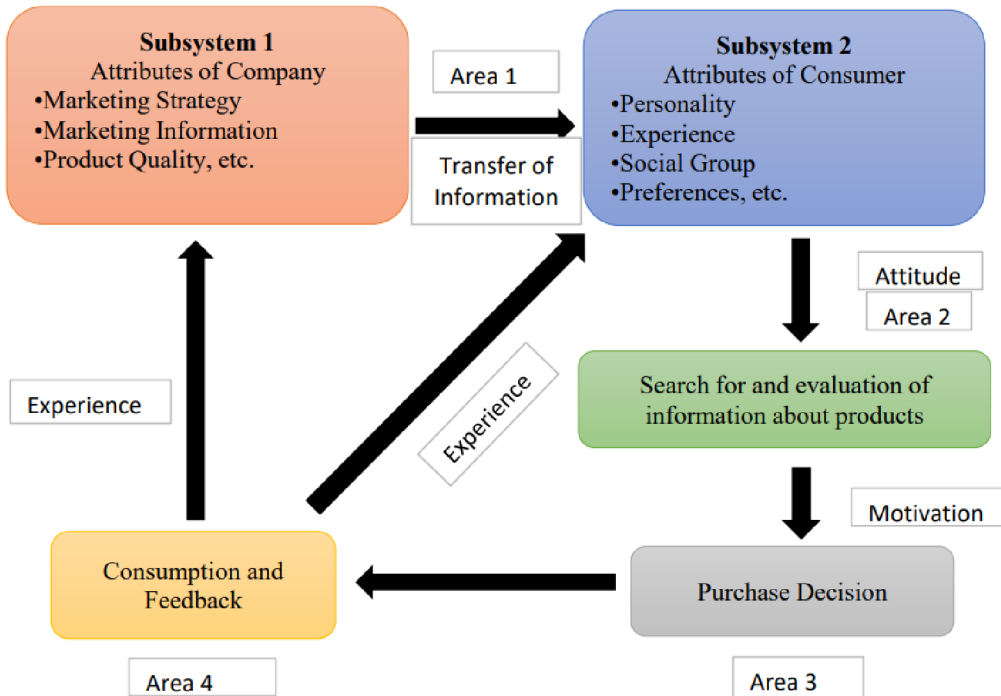 Subsystem 1
Attributes of Company
•Marketing Strategy
•Marketing Information
•Product Quality, etc.
Area 1
Transfer of
Information
Subsystem 2
Attributes of Consumer
•Personality
•Experience
•Social Group
•Preferences, etc.
Attitude
Area 2
Search for and evaluation of
information about products
Motivation
Purchase Decision
Area 3
Consumption and
Feedback
Area 4
Experience
Experience